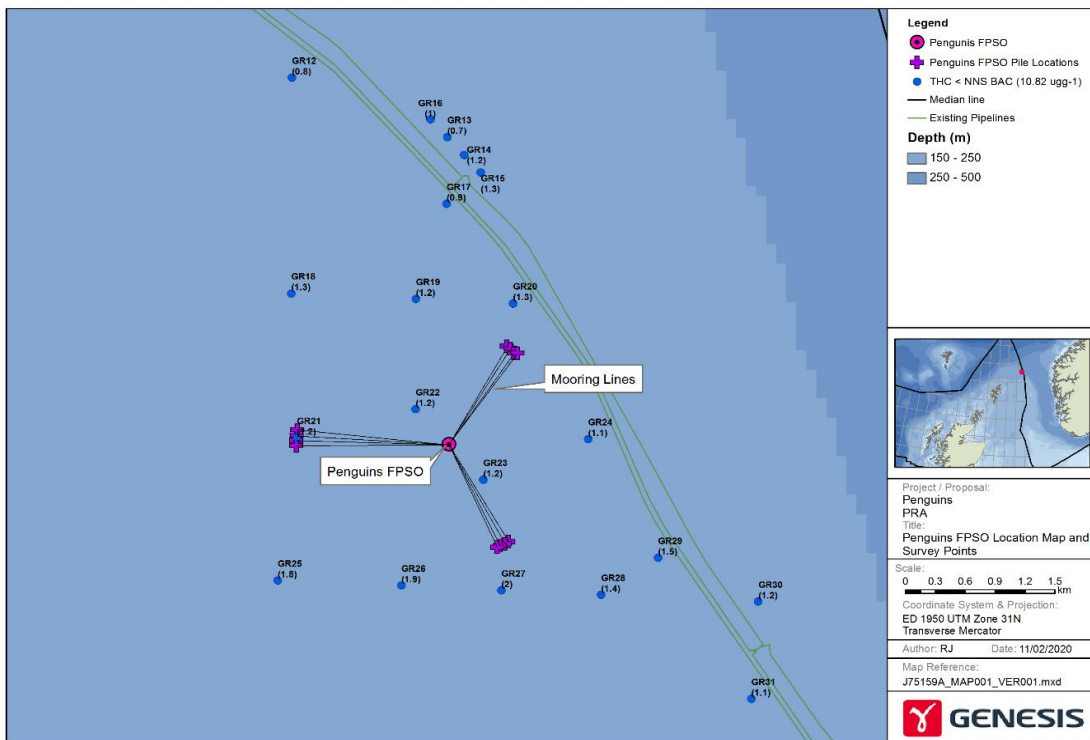 GR12
(0.8)
GR16
(1)
GR13
(0.7)
GR14
(1.2)
GR15
(1.3)
GR17
(0.9)
GR18
(1.3)
GR19
(1.2)
GR20
(1.3)
Mooring Lines
GR22
(1.2)
GR21
GR24
(1.1)
Penguins FPSO
GR23
(1.2)
GR29
(1.5)
GR25
(1.8)
GR26
(1.9)
GR27
(2)
GR28
(1.4)
GR30
(1.2)
GR31
(1.1)
Legend
Pengunis FPSO
Penguins FPSO Pile Locations
THC < NNS BAC (10.82 ugg-1)
Median line
Existing Pipelines
Depth (m)
150 - 250
250 - 500
Project / Proposal:
Penguins
PRA
Title:
Penguins FPSO Location Map and
Survey Points
Scale:
0 0.3 0.6 0.9 1.2 1.5
km
Coordinate System & Projection:
ED 1950 UTM Zone 31N
Transverse Mercator
Author: RJ Date: 11/02/2020
Map Reference:
J75159A_MAP001_VER001.mxd
GENESIS